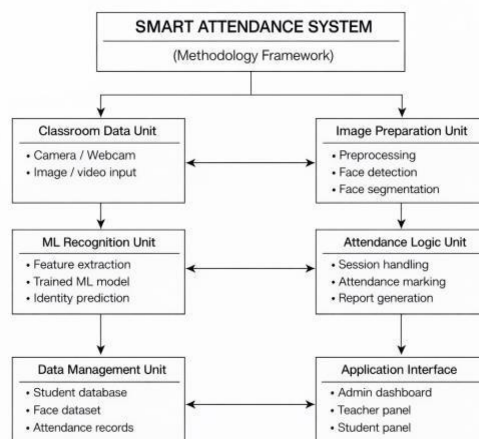 SMART ATTENDANCE SYSTEM
(Methodology Framework)
Classroom Data Unit
• Camera / Webcam
• Image / video input
Image Preparation Unit
• Preprocessing
• Face detection
• Face segmentation
ML Recognition Unit
• Feature extraction
• Trained ML model
• Identity prediction
Attendance Logic Unit
• Session handling
• Attendance marking
• Report generation
Data Management Unit
• Student database
• Face dataset
• Attendance records
Application Interface
• Admin dashboard
• Teacher panel
• Student panel